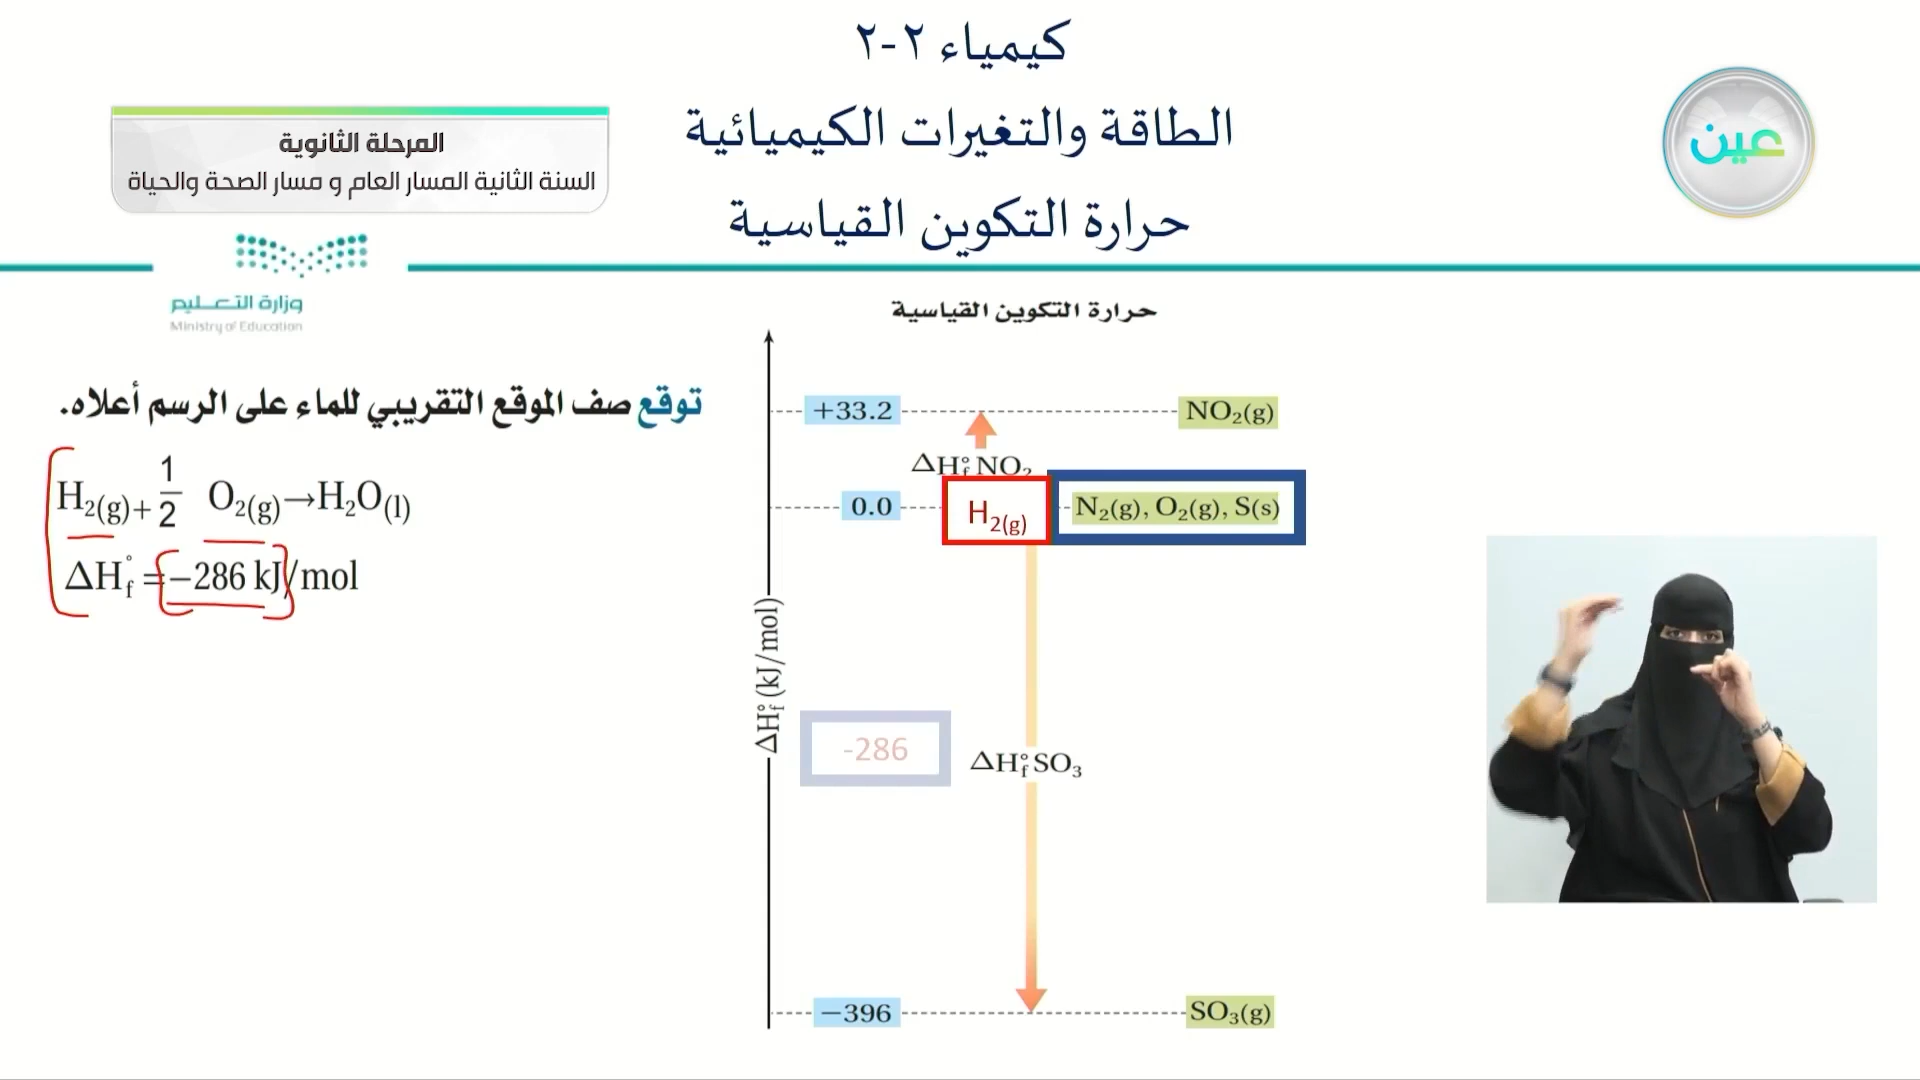 كيمياء ٢-٢
الطاقة والتغيرات الكيميائية
حرارة التكوين القياسية
المرحلة الثانوية
السنة الثانية المسار العام و مسار الصحة والحياة
عين
وزارة التعليم
Ministry of Education
توقع صف الموقع التقريبي للماء على الرسم أعلاه.
H₂(g)+ 1/2 O₂(g)→H₂O(l)
ΔH°f =−286 kJ/mol
حرارة التكوين القياسية
+33.2 NO₂(g)
ΔH°f NO₂
0.0 H₂(g) N₂(g), O₂(g), S(s)
ΔH°f (kJ/mol)
-286
ΔH°f SO₃
−396 SO₃(g)